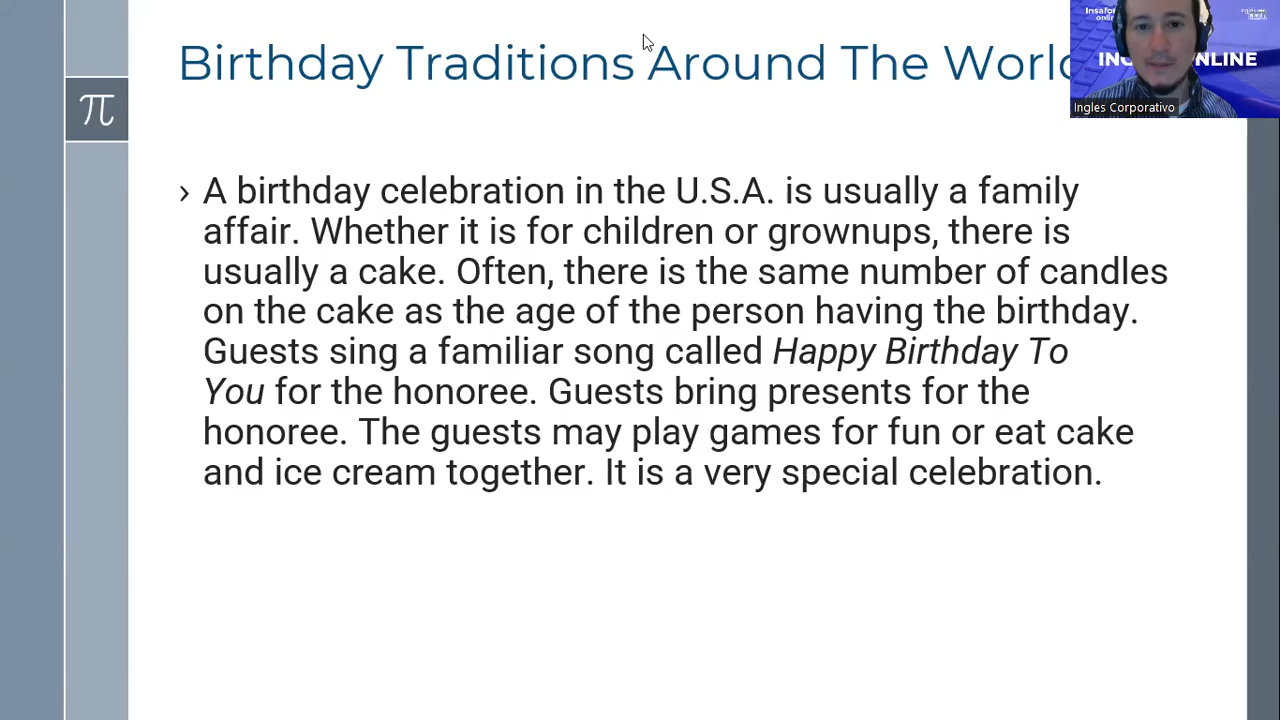 Birthday Traditions Around The World
π
› A birthday celebration in the U.S.A. is usually a family
affair. Whether it is for children or grownups, there is
usually a cake. Often, there is the same number of candles
on the cake as the age of the person having the birthday.
Guests sing a familiar song called Happy Birthday To
You for the honoree. Guests bring presents for the
honoree. The guests may play games for fun or eat cake
and ice cream together. It is a very special celebration.
Ingles Corporativo